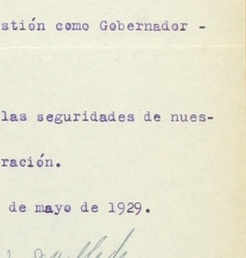 stión como Gobernador -
las seguridades de nues-
ración.
de mayo de 1929.